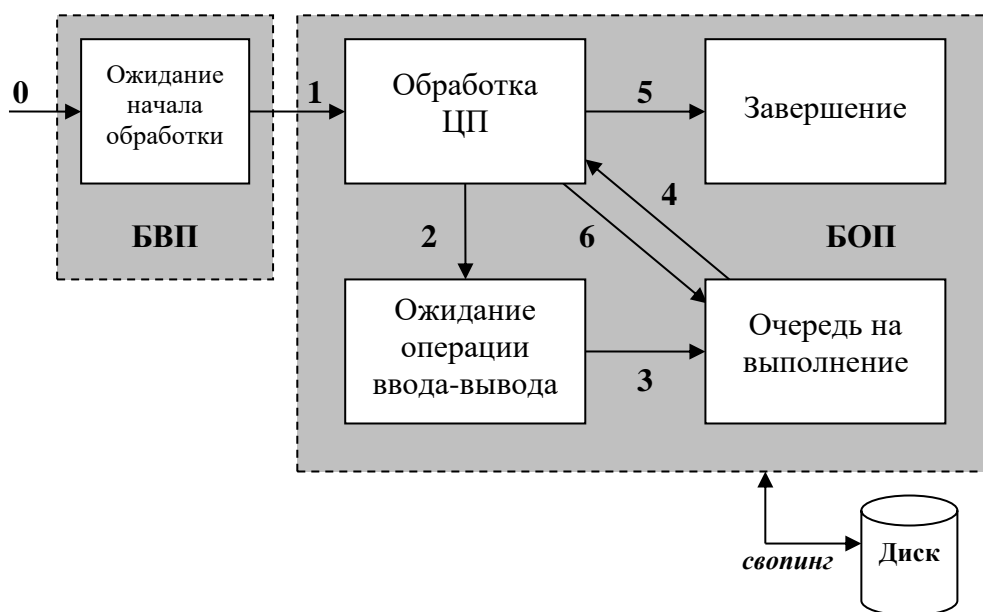 0
Ожидание
начала
обработки
БВП
1
Обработка
ЦП
5
Завершение
2
6
4
БОП
Ожидание
операции
ввода-вывода
3
Очередь на
выполнение
свопинг
Диск